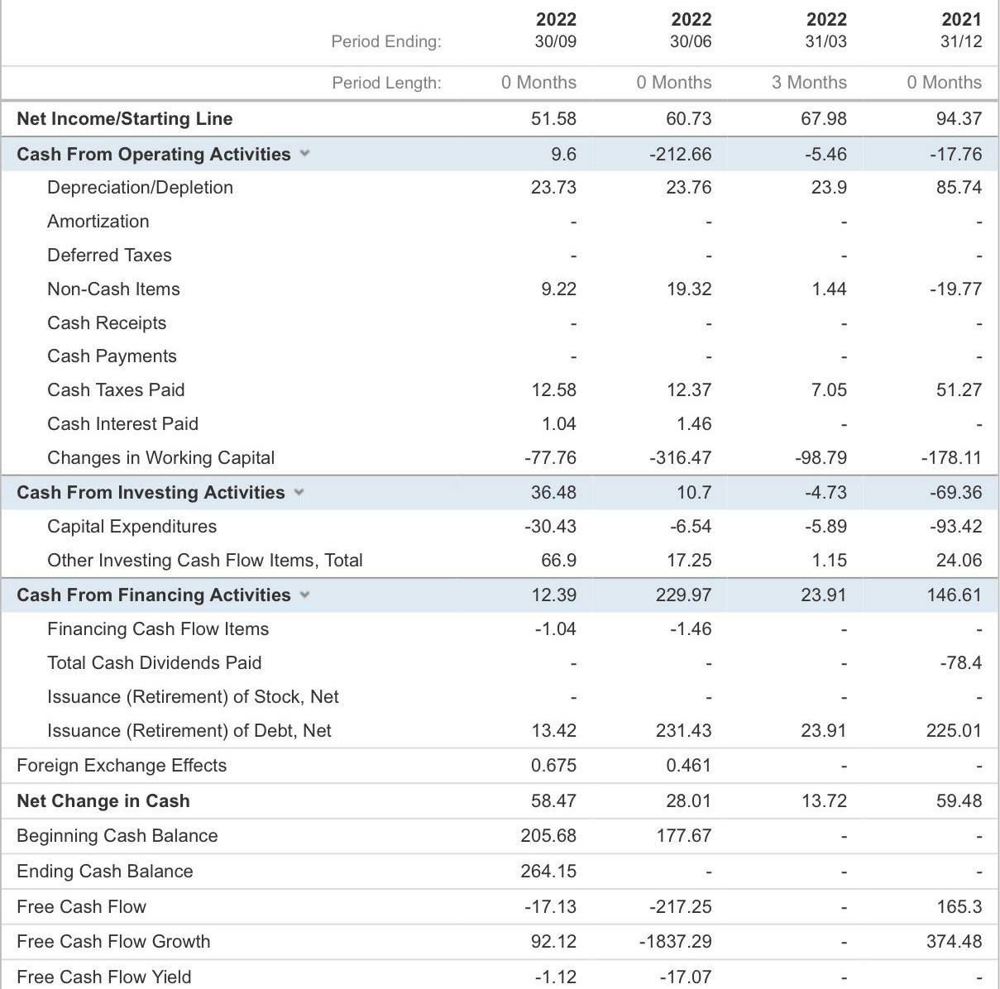 2022 2022 2022 2021
Period Ending: 30/09 30/06 31/03 31/12
Period Length: 0 Months 0 Months 3 Months 0 Months
Net Income/Starting Line 51.58 60.73 67.98 94.37
Cash From Operating Activities 9.6 -212.66 -5.46 -17.76
Depreciation/Depletion 23.73 23.76 23.9 85.74
Amortization - - - -
Deferred Taxes - - - -
Non-Cash Items 9.22 19.32 1.44 -19.77
Cash Receipts - - - -
Cash Payments - - - -
Cash Taxes Paid 12.58 12.37 7.05 51.27
Cash Interest Paid 1.04 1.46 - -
Changes in Working Capital -77.76 -316.47 -98.79 -178.11
Cash From Investing Activities 36.48 10.7 -4.73 -69.36
Capital Expenditures -30.43 -6.54 -5.89 -93.42
Other Investing Cash Flow Items, Total 66.9 17.25 1.15 24.06
Cash From Financing Activities 12.39 229.97 23.91 146.61
Financing Cash Flow Items -1.04 -1.46 - -
Total Cash Dividends Paid - - - -78.4
Issuance (Retirement) of Stock, Net - - - -
Issuance (Retirement) of Debt, Net 13.42 231.43 23.91 225.01
Foreign Exchange Effects 0.675 0.461 - -
Net Change in Cash 58.47 28.01 13.72 59.48
Beginning Cash Balance 205.68 177.67 - -
Ending Cash Balance 264.15 - - -
Free Cash Flow -17.13 -217.25 - 165.3
Free Cash Flow Growth 92.12 -1837.29 - 374.48
Free Cash Flow Yield -1.12 -17.07 - -